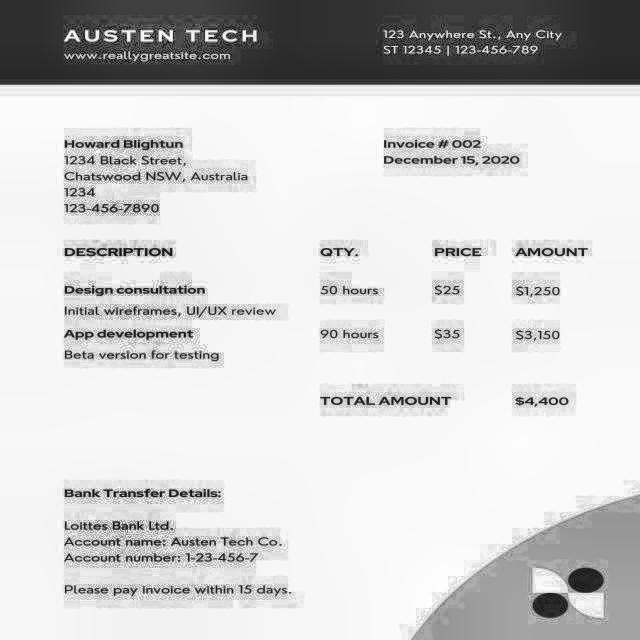 AUSTEN TECH
www.reallygreatsite.com
123 Anywhere St., Any City
ST 12345 | 123-456-789
Howard Blightun
1234 Black Street,
Chatswood NSW, Australia
1234
123-456-7890
Invoice # 002
December 15, 2020
DESCRIPTION QTY. PRICE AMOUNT
Design consultation 50 hours $25 $1,250
Initial wireframes, UI/UX review
App development 90 hours $35 $3,150
Beta version for testing
TOTAL AMOUNT $4,400
Bank Transfer Details:
Loittes Bank Ltd.
Account name: Austen Tech Co.
Account number: 1-23-456-7
Please pay invoice within 15 days.